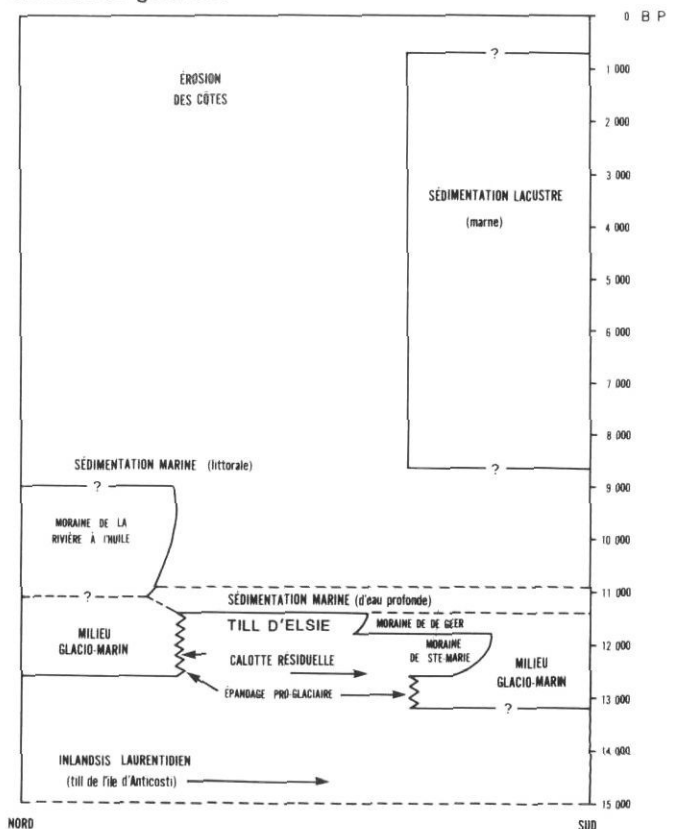 0 B P
? 1 000
ÉROSION
DES CÔTES
2 000
3 000
SÉDIMENTATION LACUSTRE
(marne)
4 000
5 000
6 000
7 000
8 000
SÉDIMENTATION MARINE (littorale)
?
? 9 000
MORAINE DE LA
RIVIÈRE À l'HUILE
10 000
? 11 000
SÉDIMENTATION MARINE (d'eau profonde)
TILL D'ELSIE
MORAINE DE DE GEER
MILIEU
GLACIO-MARIN
MORAINE
DE STE-MARIE
12 000
CALOTTE RÉSIDUELLE
MILIEU
GLACIO-MARIN
ÉPANDAGE PRO-GLACIAIRE
13 000
?
INLANDSIS LAURENTIDIEN
(till de l'île d'Anticosti)
14 000
15 000
NORD SUD